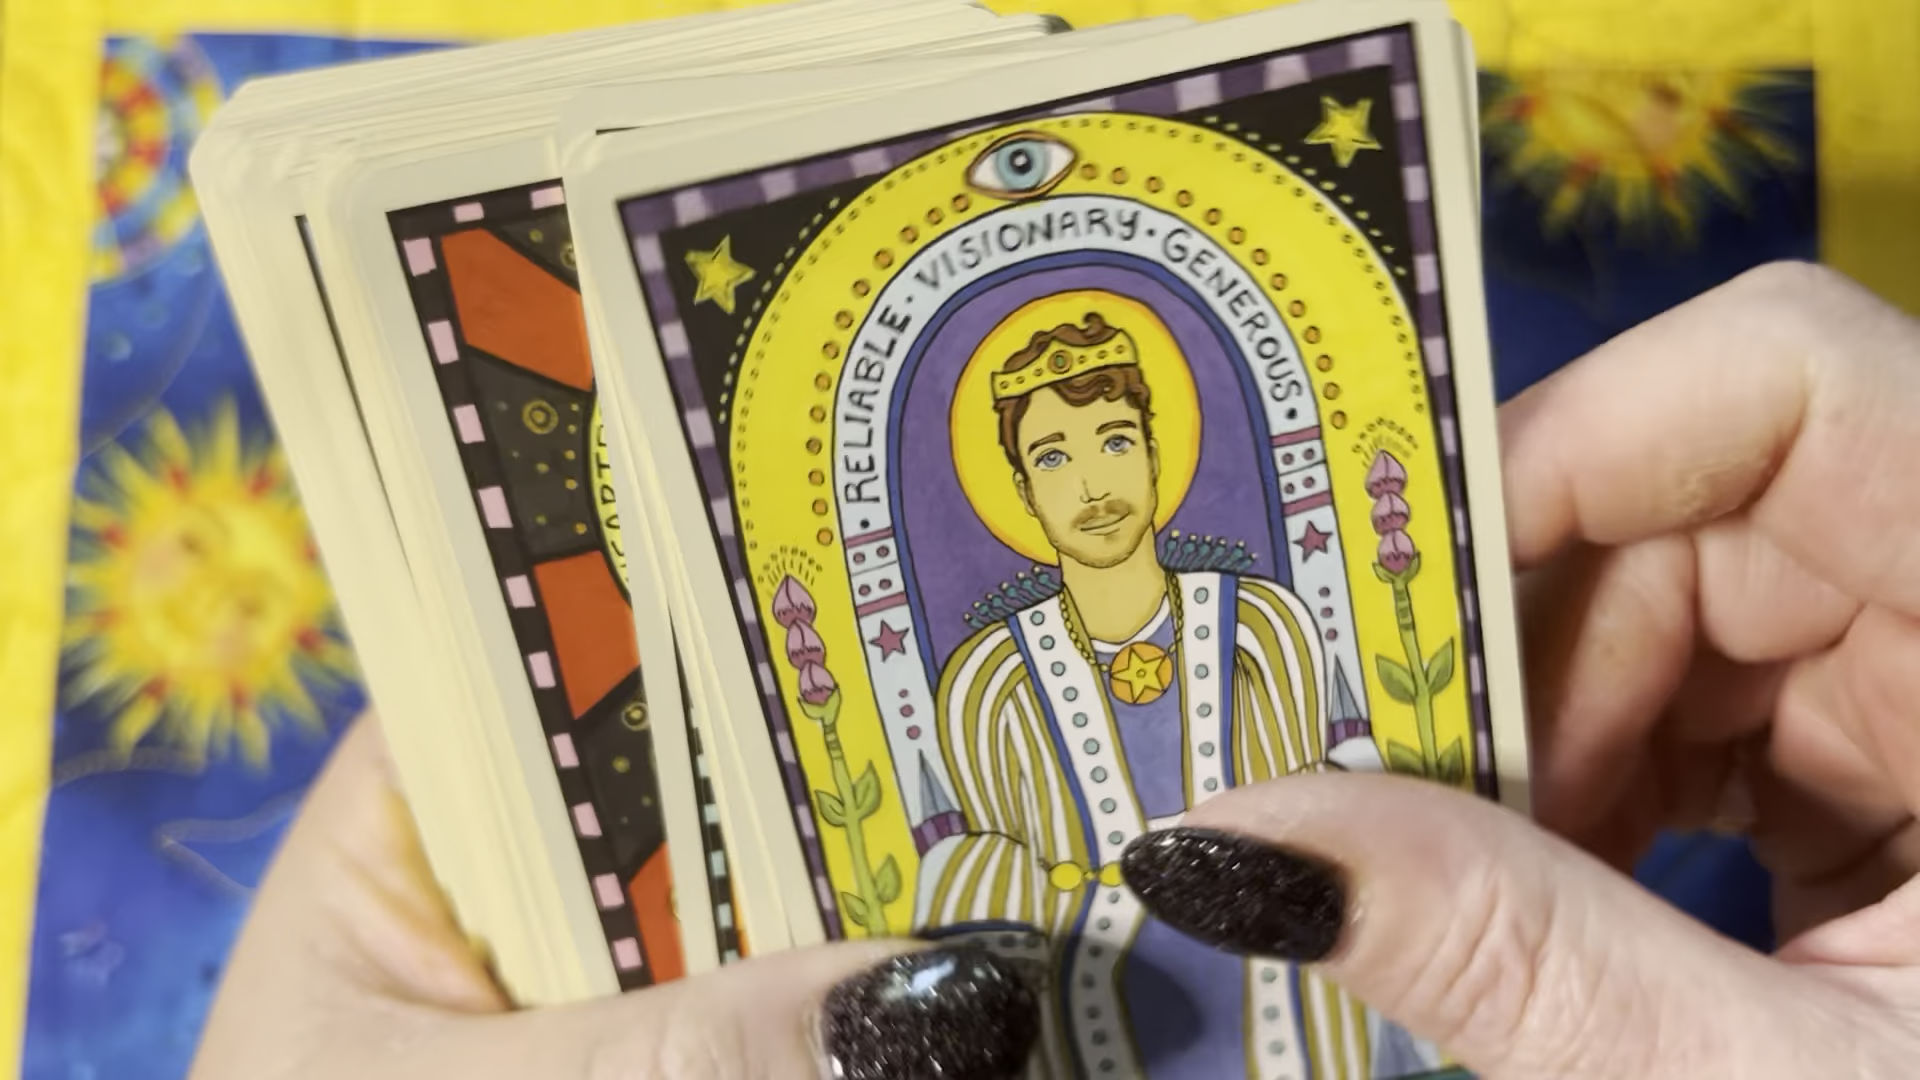 • RELIABLE • VISIONARY • GENEROUS •